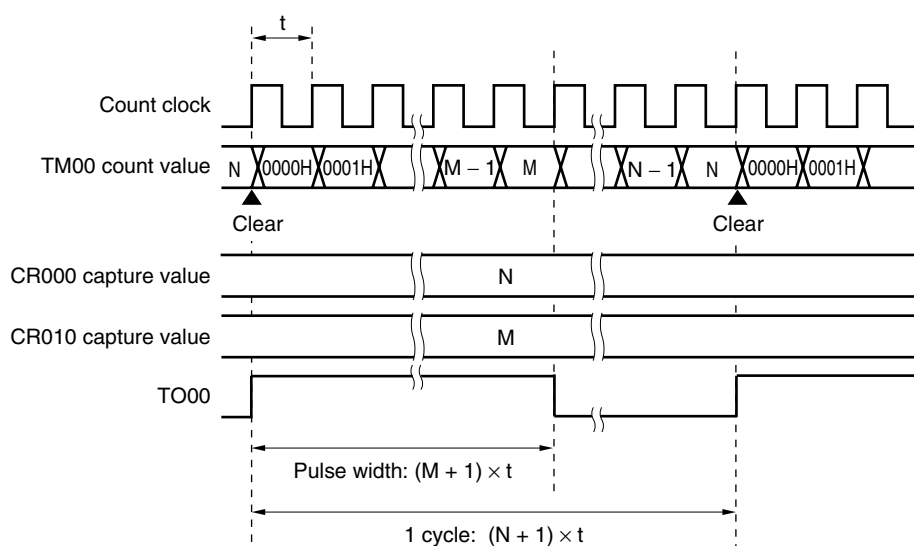 t
Count clock
TM00 count value N 0000H 0001H M – 1 M N – 1 N 0000H 0001H
Clear Clear
CR000 capture value N
CR010 capture value M
TO00
Pulse width: (M + 1) × t
1 cycle: (N + 1) × t